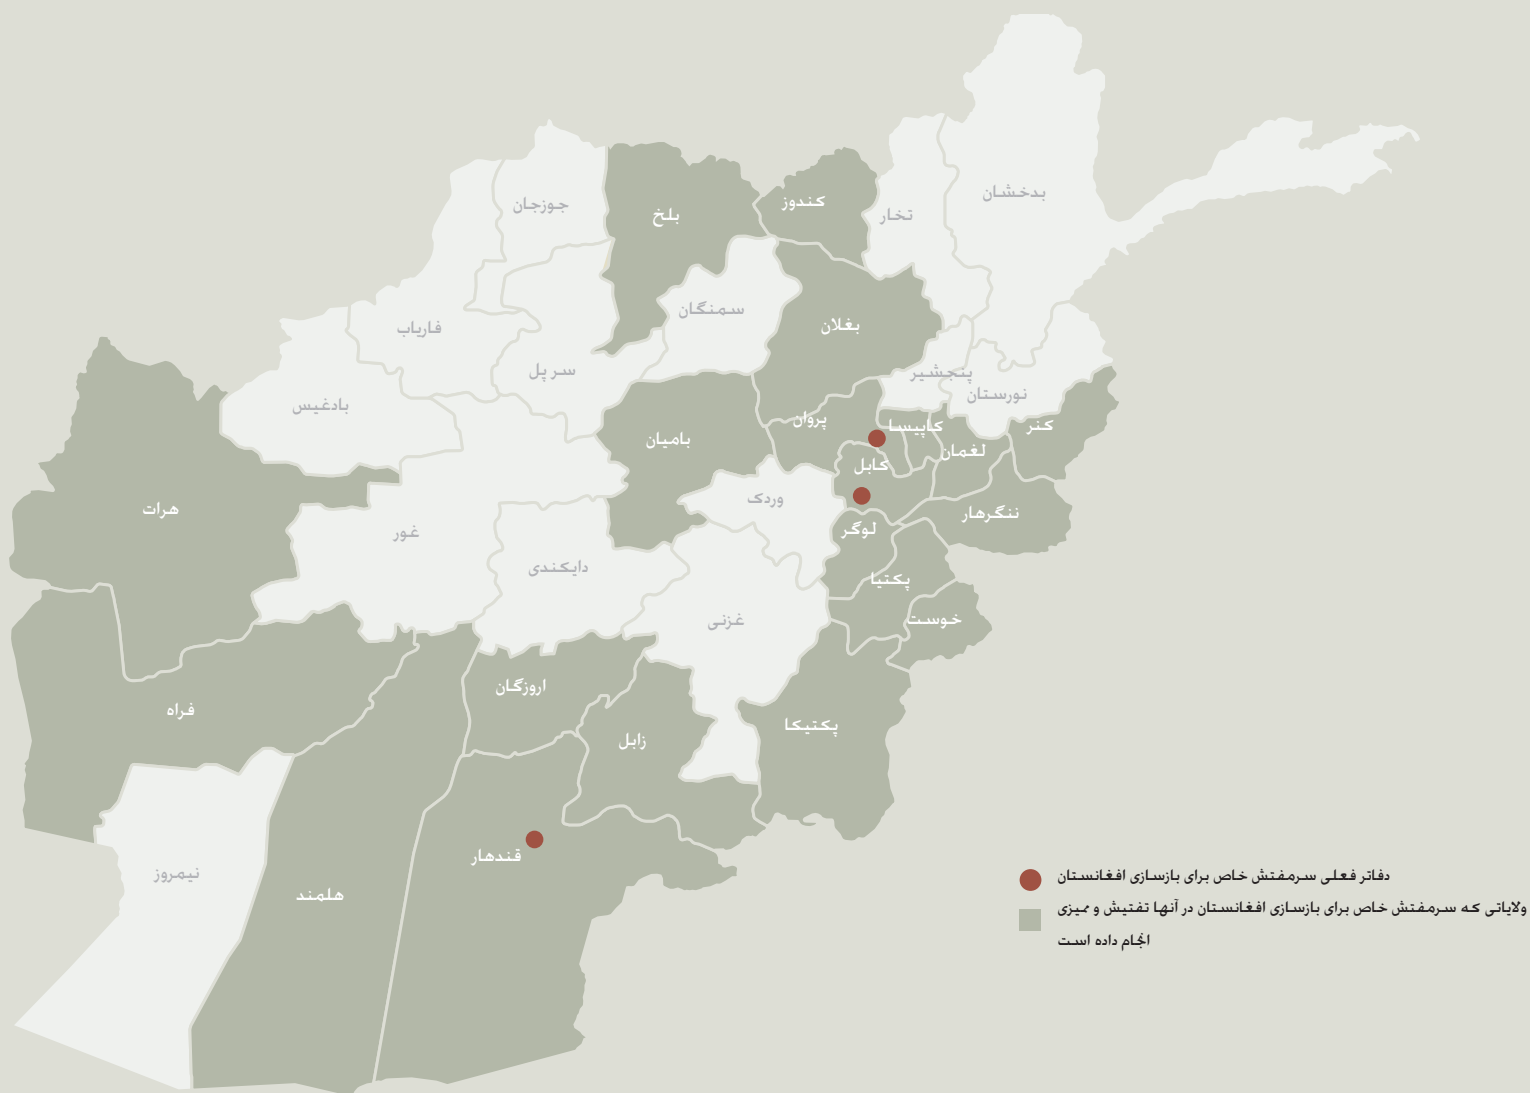 بدخشان
تخار
کندوز
جوزجان
بلخ
سمنگان
بغلان
فاریاب
سر پل
پنجشیر
نورستان
بادغیس
پروان
کاپیسا
کنر
بامیان
لغمان
کابل
وردک
هرات
ننگرهار
لوگر
غور
دایکندی
پکتیا
غزنی
خوست
اروزگان
فراه
پکتیکا
زابل
قندهار
نیمروز
هلمند
دفاتر فعلی سرمفتش خاص برای بازسازی افغانستان
ولایاتی که سرمفتش خاص برای بازسازی افغانستان در آنها تفتیش و ممیزی
انجام داده است